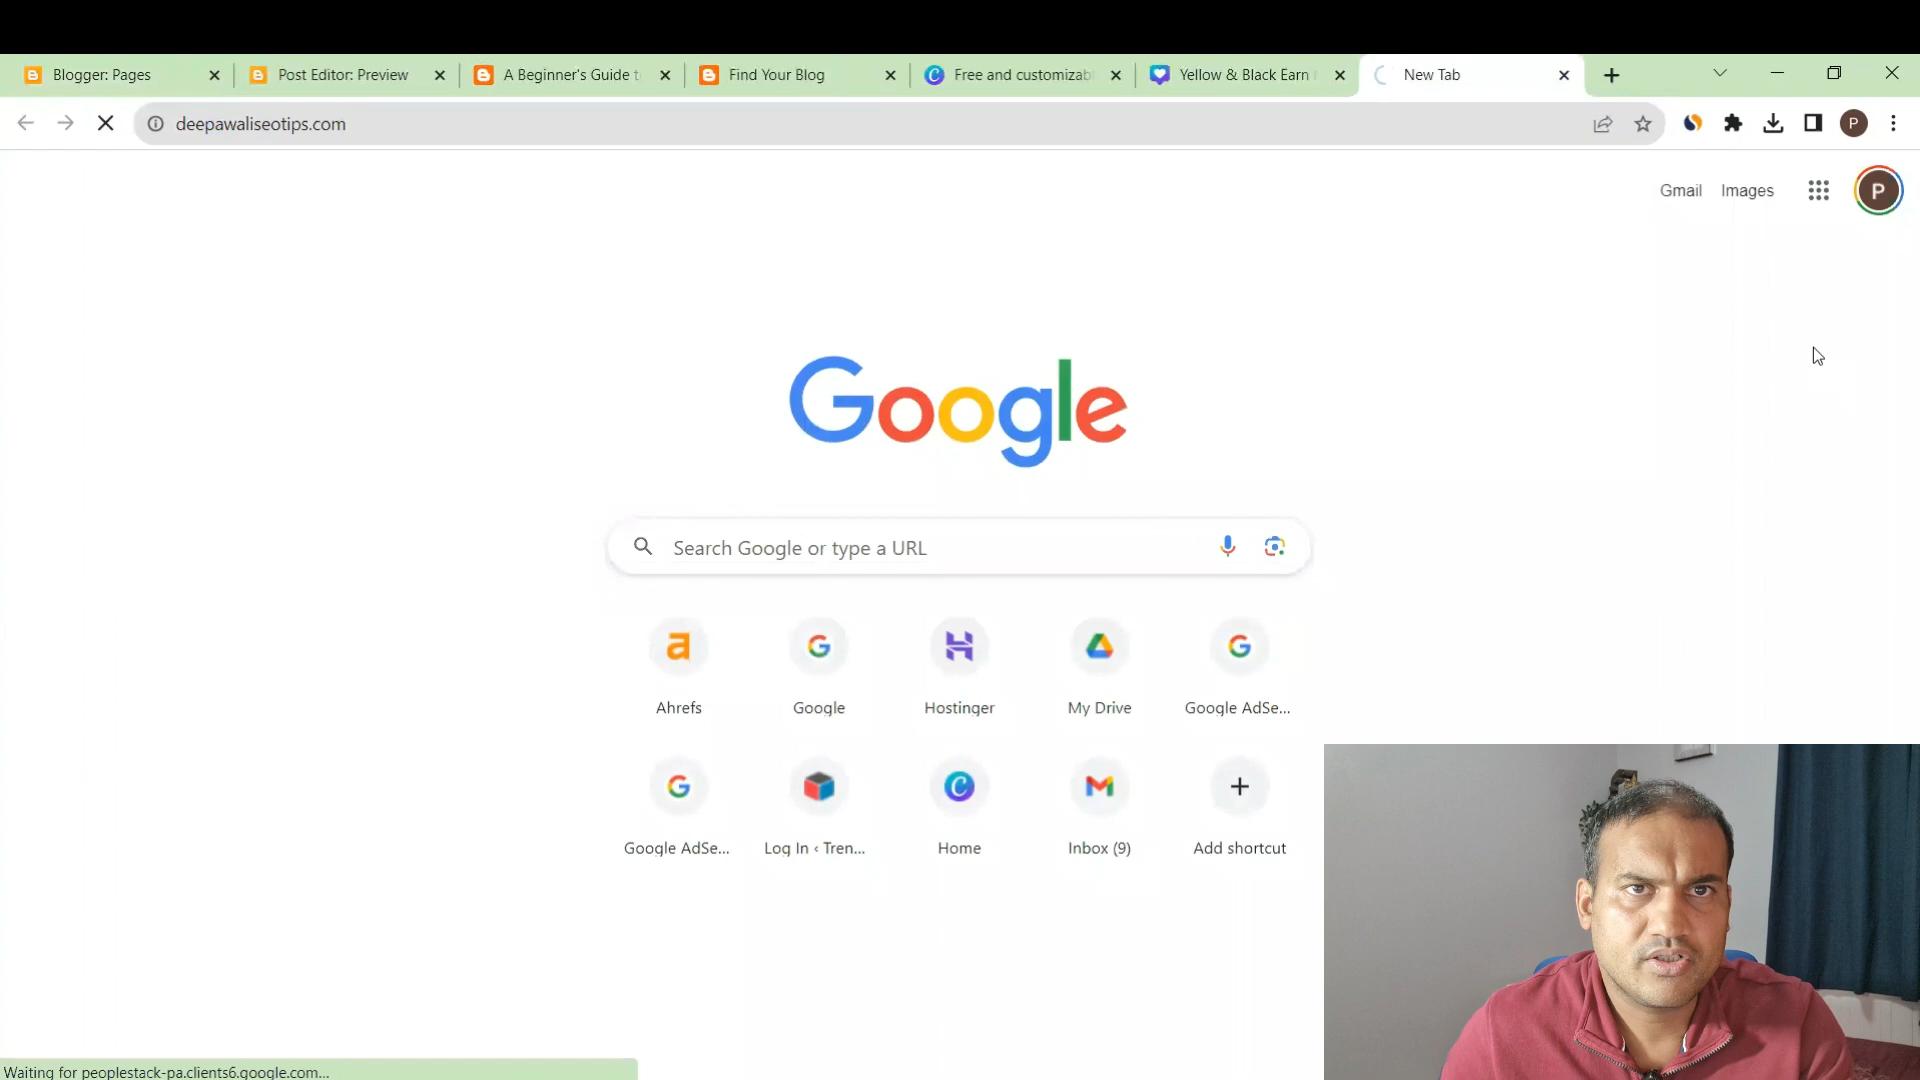 Blogger: Pages
Post Editor: Preview
A Beginner's Guide t
Find Your Blog
Free and customizab
Yellow & Black Earn
New Tab
deepawaliseotips.com
P
Gmail
Images
P
Google
Search Google or type a URL
Ahrefs
Google
Hostinger
My Drive
Google AdSe...
Google AdSe...
Log In ‹ Tren...
Home
Inbox (9)
Add shortcut
Waiting for peoplestack-pa.clients6.google.com...